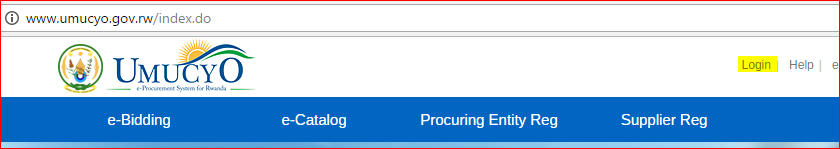 www.umucyo.gov.rw/index.do
UMUCYO
e-Procurement System for Rwanda
Login | Help | e
e-Bidding e-Catalog Procuring Entity Reg Supplier Reg